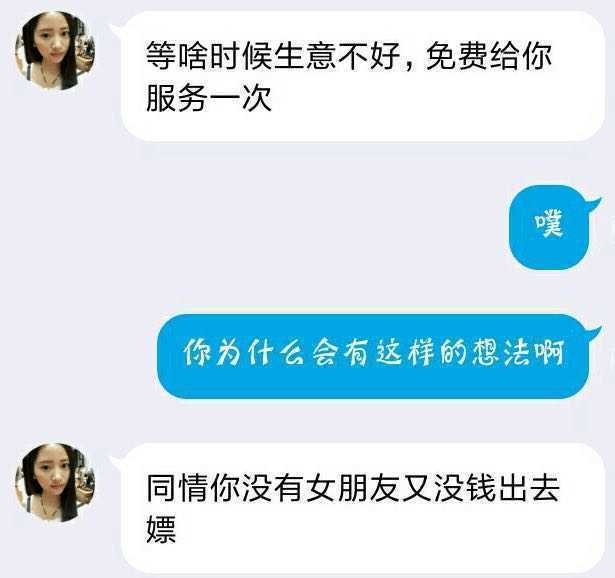 等啥时候生意不好，免费给你
服务一次
噗
你为什么会有这样的想法啊
同情你没有女朋友又没钱出去
嫖